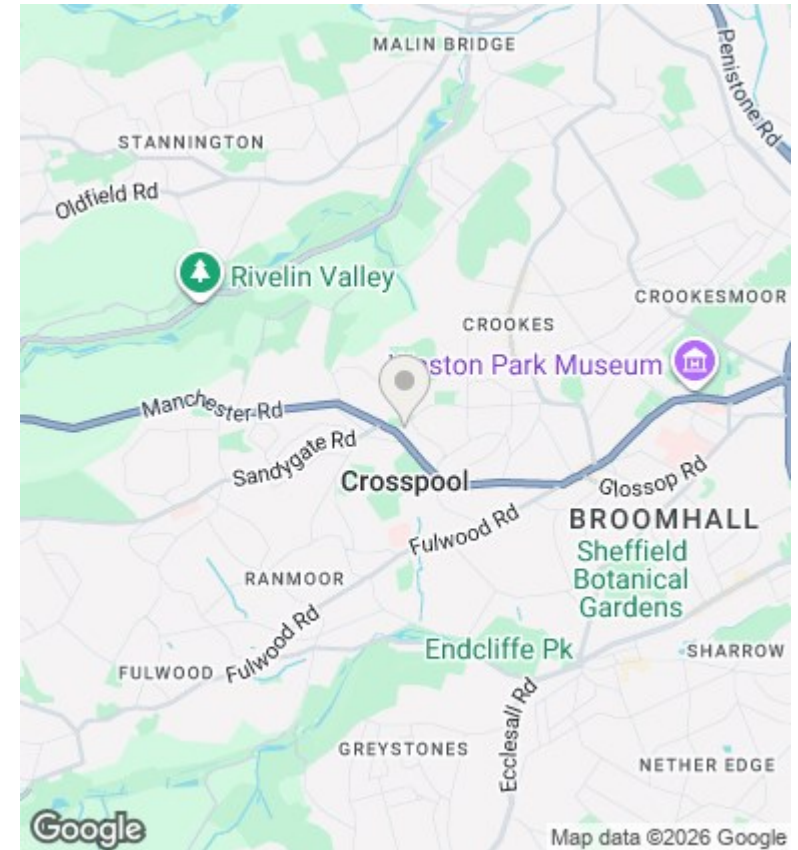 MALIN BRIDGE
Penistone Rd
STANNINGTON
Oldfield Rd
Rivelin Valley
CROOKESMOOR
CROOKES
ston Park Museum
Manchester Rd
Sandygate Rd
Crosspool
Glossop Rd
Fulwood Rd
BROOMHALL
Sheffield
Botanical
Gardens
RANMOOR
Fulwood Rd
Endcliffe Pk
SHARROW
FULWOOD
Ecclesall Rd
GREYSTONES
NETHER EDGE
Google
Map data ©2026 Google